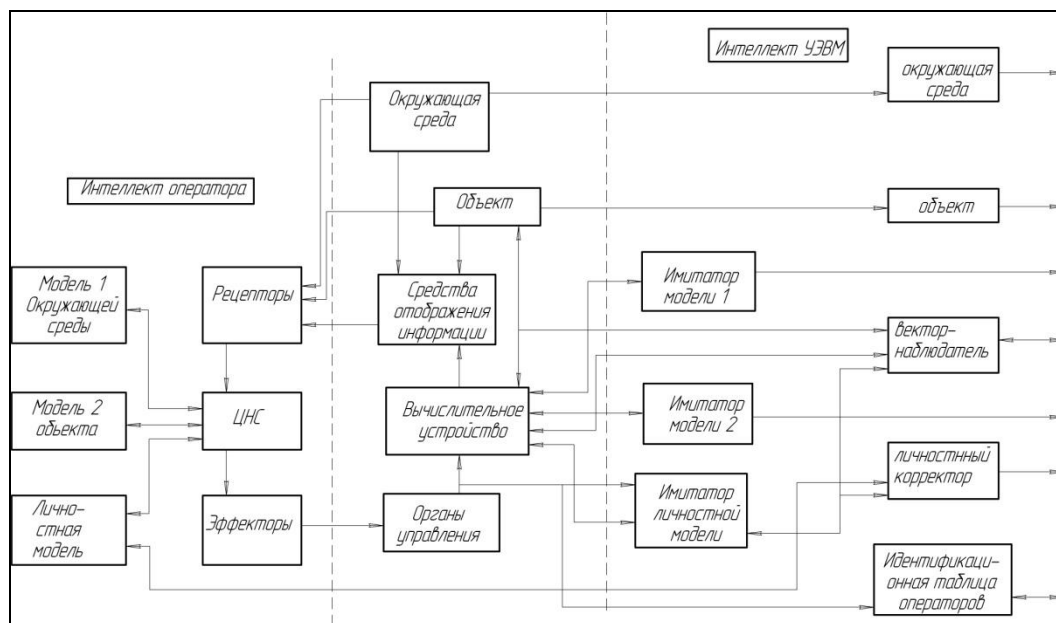 Интеллект УЭВМ
окружающая
среда
Окружающая
среда
Интеллект оператора
Объект
объект
Модель 1
Окружающей
среды
Рецепторы
Средства
отображения
информации
Имитатор
модели 1
вектор-
наблюдатель
Модель 2
объекта
ЦНС
Вычислительное
устройство
Имитатор
модели 2
личностнный
корректор
Лично-
стная
модель
Эффекторы
Органы
управления
Имитатор
личностной
модели
Идентификаци-
онная таблица
операторов